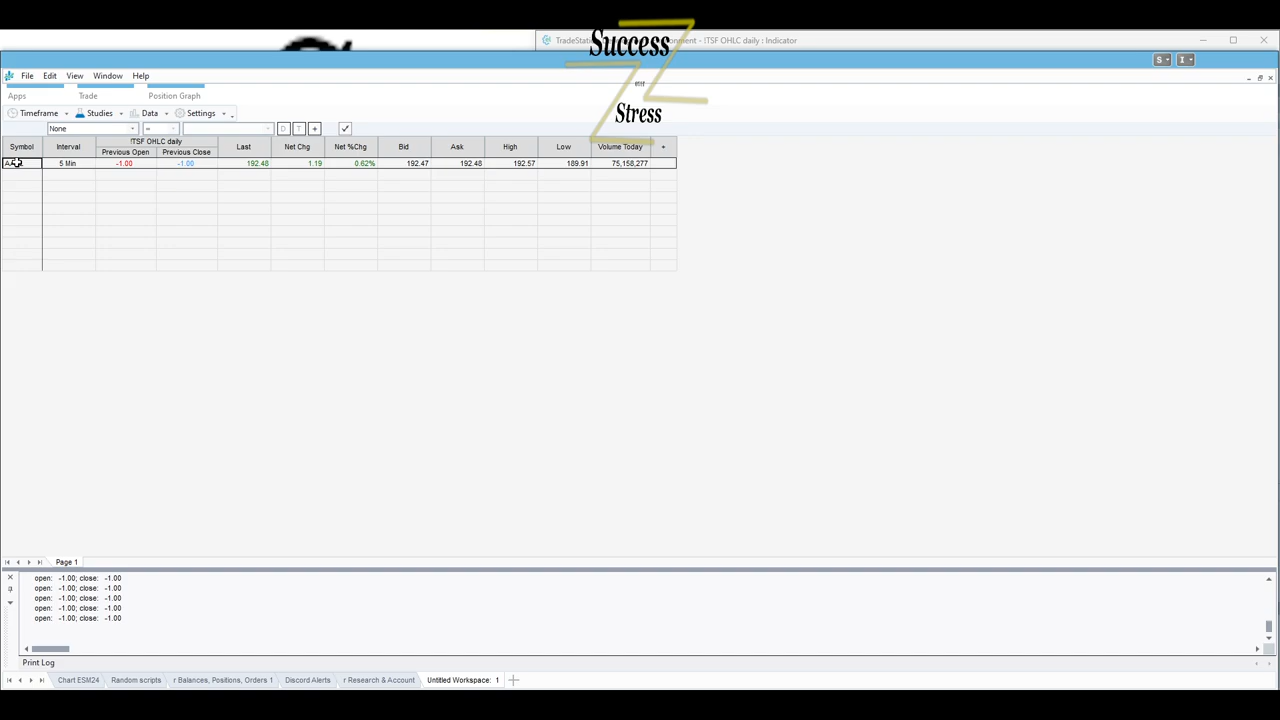 TradeStati nment - !TSF OHLC daily : Indicator
Success
and
Stress
S I
File Edit View Window Help
Apps Trade Position Graph
Timeframe Studies Data Settings
None =
D T +
!TSF OHLC daily
Symbol Interval Previous Open Previous Close Last Net Chg Net %Chg Bid Ask High Low Volume Today +
5 Min -1.00 -1.00 192.48 1.19 0.62% 192.47 192.48 192.57 189.91 75,158,277
Page 1
open: -1.00; close: -1.00
open: -1.00; close: -1.00
open: -1.00; close: -1.00
open: -1.00; close: -1.00
open: -1.00; close: -1.00
Print Log
Chart ESM24 Random scripts r Balances, Positions, Orders 1 Discord Alerts r Research & Account Untitled Workspace: 1